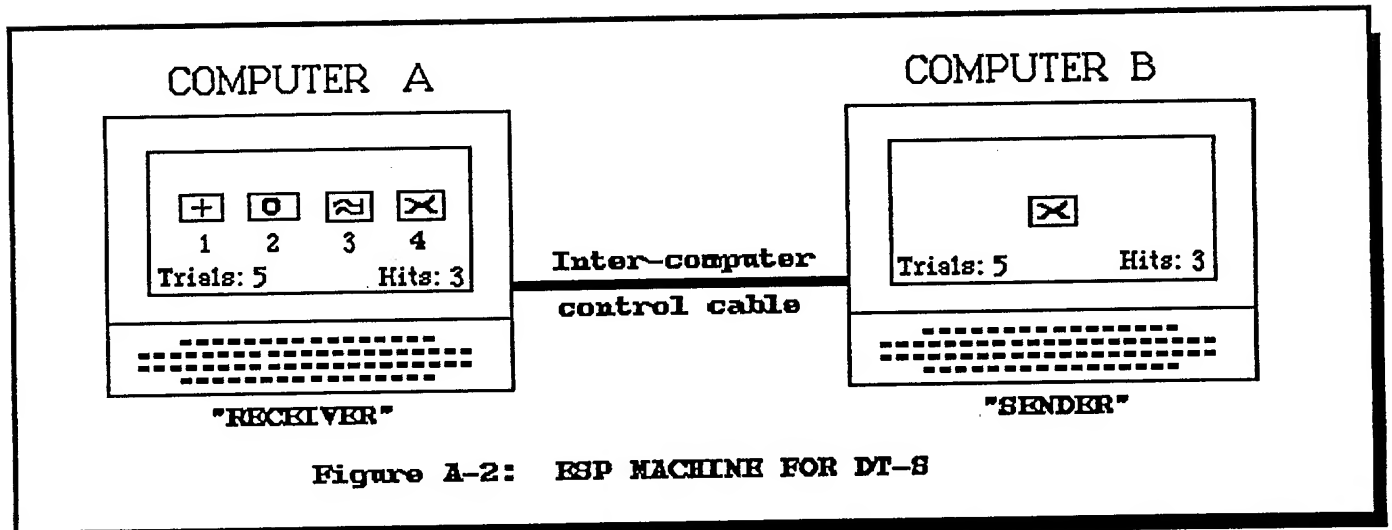 COMPUTER A
COMPUTER B
1 2 3 4
Trials: 5 Hits: 3
Trials: 5 Hits: 3
Inter-computer
control cable
"RECEIVER"
"SENDER"
Figure A-2: ESP MACHINE FOR DT-S